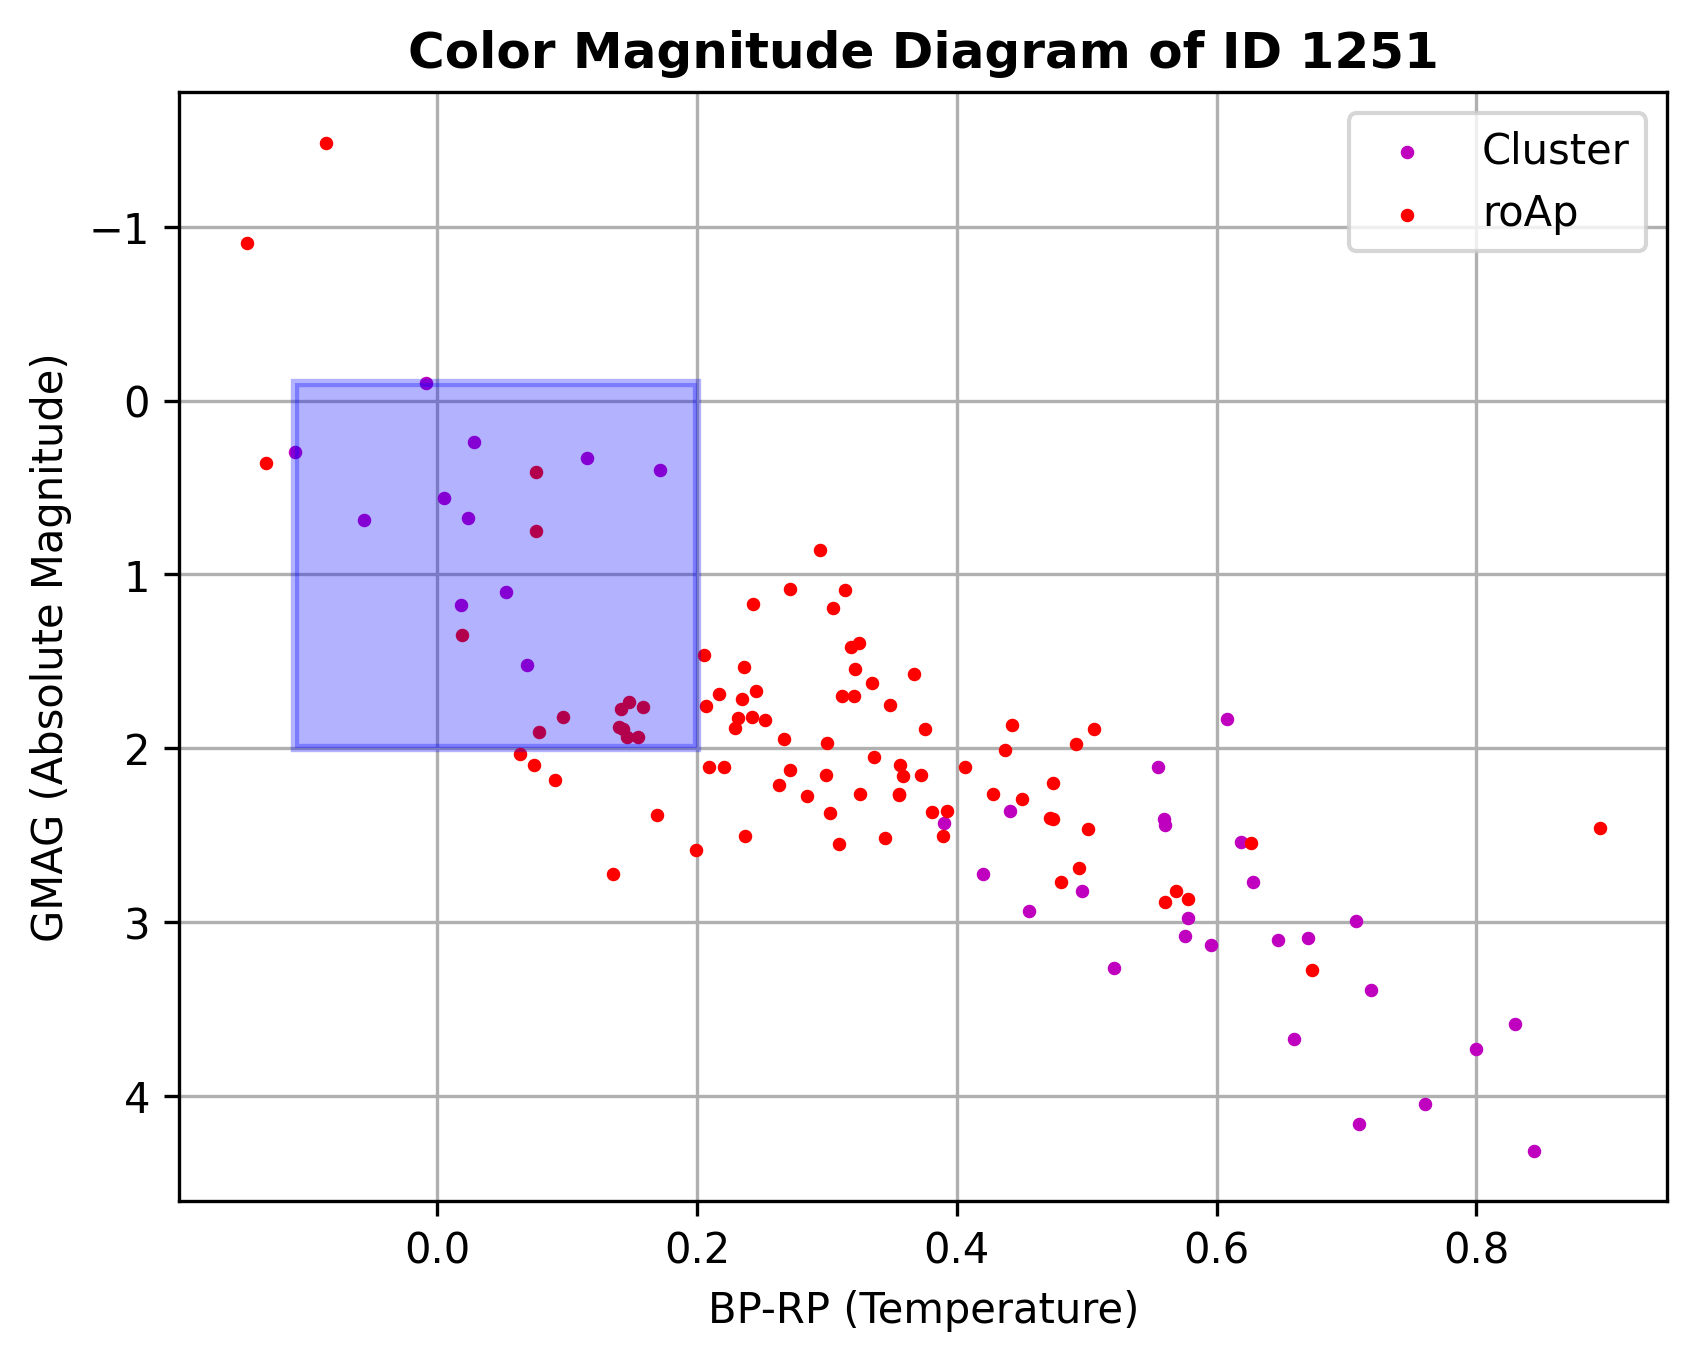 Color Magnitude Diagram of ID 1251
Cluster
roAp
GMAG (Absolute Magnitude)
−1
0
1
2
3
4
0.0 0.2 0.4 0.6 0.8
BP-RP (Temperature)